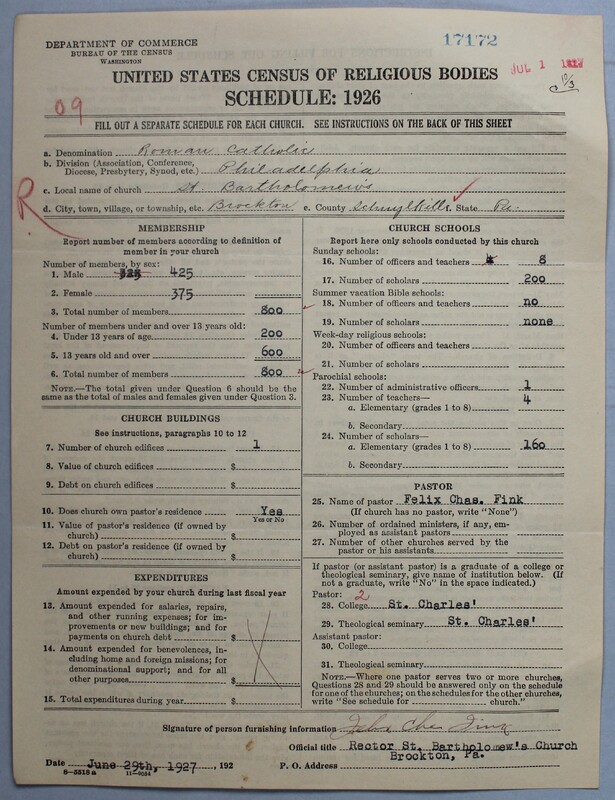 DEPARTMENT OF COMMERCE
BUREAU OF THE CENSUS
WASHINGTON
17172
JUL 1
10/3
UNITED STATES CENSUS OF RELIGIOUS BODIES
SCHEDULE: 1926
09
FILL OUT A SEPARATE SCHEDULE FOR EACH CHURCH. SEE INSTRUCTIONS ON THE BACK OF THIS SHEET
a. Denomination Roman Catholic
b. Division (Association, Conference, Diocese, Presbytery, Synod, etc.) Philadelphia
c. Local name of church St. Bartholomews
d. City, town, village, or township, etc. Brockton e. County Schuylkill State Pa.
R
MEMBERSHIP
Report number of members according to definition of
member in your church
Number of members, by sex:
1. Male 325 425
2. Female 375
3. Total number of members 800
Number of members under and over 13 years old:
4. Under 13 years of age 200
5. 13 years old and over 600
6. Total number of members 800
NOTE.—The total given under Question 6 should be
same as the total of males and females given under Question 3.
CHURCH BUILDINGS
See instructions, paragraphs 10 to 12
7. Number of church edifices 1
8. Value of church edifices $
9. Debt on church edifices $
10. Does church own pastor's residence Yes
Yes or No
11. Value of pastor's residence (if owned by
church) $
12. Debt on pastor's residence (if owned by
church) $
EXPENDITURES
Amount expended by your church during last fiscal year
13. Amount expended for salaries, repairs,
and other running expenses; for im-
provements or new buildings; and for
payments on church debt $
14. Amount expended for benevolences, in-
cluding home and foreign missions; for
denominational support; and for all
other purposes $
15. Total expenditures during year $
CHURCH SCHOOLS
Report here only schools conducted by this church
Sunday schools:
16. Number of officers and teachers 4 8
17. Number of scholars 200
Summer vacation Bible schools:
18. Number of officers and teachers no
19. Number of scholars none
Week-day religious schools:
20. Number of officers and teachers
21. Number of scholars
Parochial schools:
22. Number of administrative officers 1
23. Number of teachers— 4
a. Elementary (grades 1 to 8)
b. Secondary
24. Number of scholars—
a. Elementary (grades 1 to 8) 160
b. Secondary
PASTOR
25. Name of pastor Felix Chas. Fink
(If church has no pastor, write "None")
26. Number of ordained ministers, if any, em-
ployed as assistant pastors
27. Number of other churches served by the
pastor or his assistants
If pastor (or assistant pastor) is a graduate of a college or
theological seminary, give name of institution below. (If
not a graduate, write "No" in the space indicated.)
Pastor: 2
28. College St. Charles'
29. Theological seminary St. Charles'
Assistant pastor:
30. College
31. Theological seminary
NOTE.—Where one pastor serves two or more churches,
Questions 28 and 29 should be answered only on the schedule
for one of the churches; on the schedules for the other churches,
write "See schedule for church."
Signature of person furnishing information Felix Chas Fink
Official title Rector St. Bartholomew's Church
Brockton, Pa.
Date June 29th, 1927, 192 P. O. Address
8-5318a 11-9054